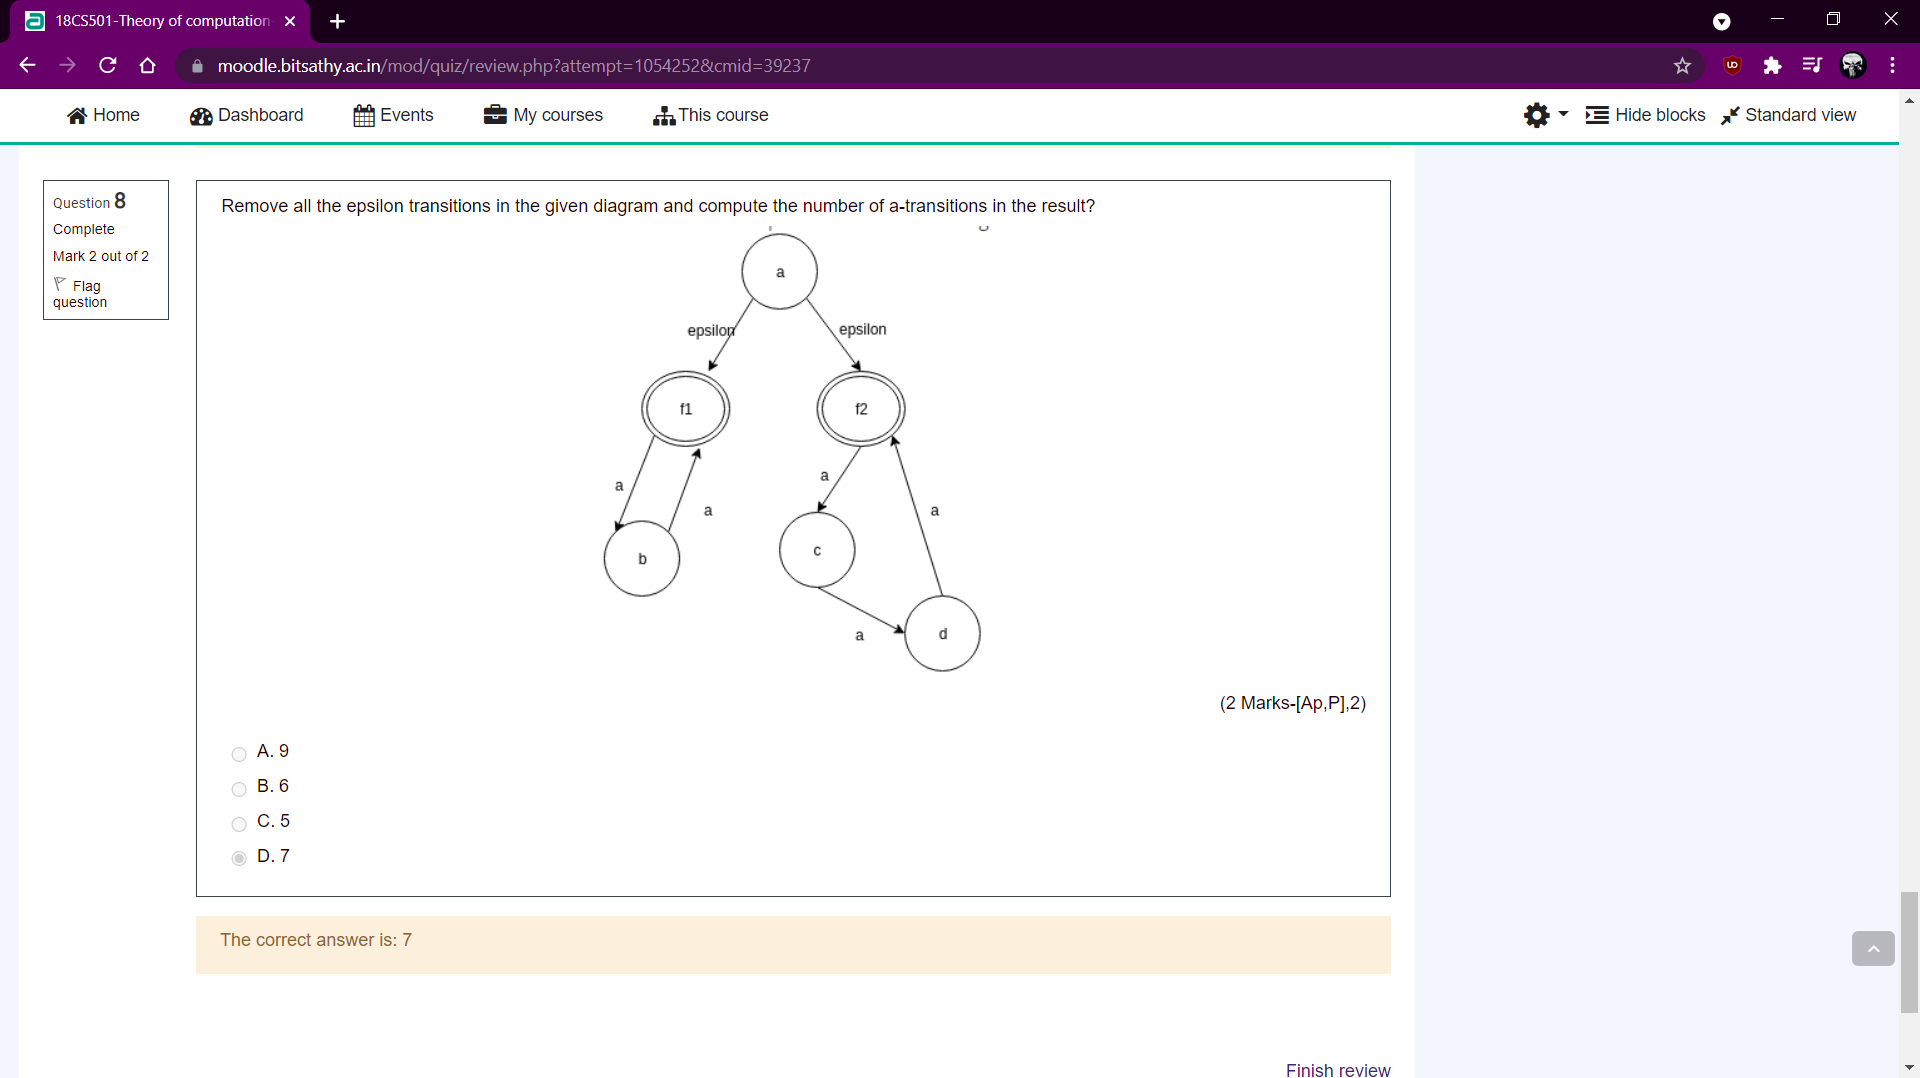 18CS501-Theory of computation
moodle.bitsathy.ac.in/mod/quiz/review.php?attempt=1054252&cmid=39237
Home Dashboard Events My courses This course Hide blocks Standard view
Question 8
Complete
Mark 2 out of 2
Flag
question
Remove all the epsilon transitions in the given diagram and compute the number of a-transitions in the result?
a
epsilon epsilon
f1 f2
a
a
a a
b c
a d
(2 Marks-[Ap,P],2)
A. 9
B. 6
C. 5
D. 7
The correct answer is: 7
Finish review